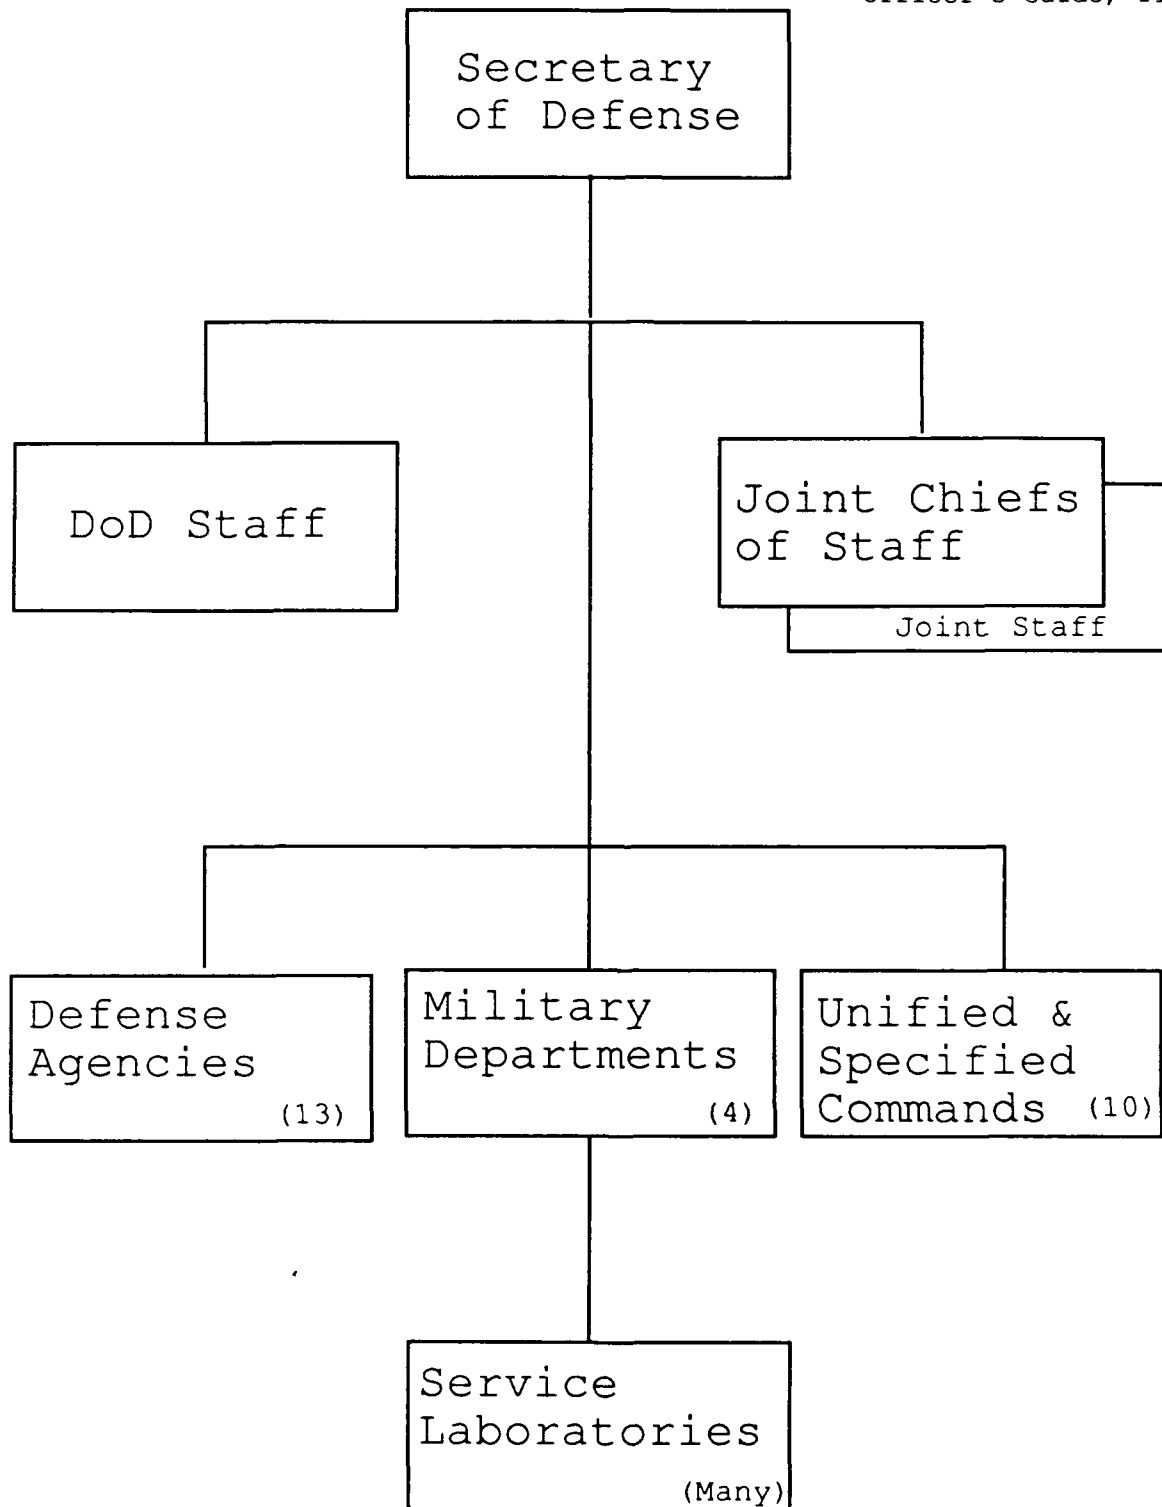 Secretary
of Defense
DoD Staff
Joint Chiefs
of Staff
Joint Staff
Defense
Agencies
(13)
Military
Departments
(4)
Unified &
Specified
Commands (10)
Service
Laboratories
(Many)